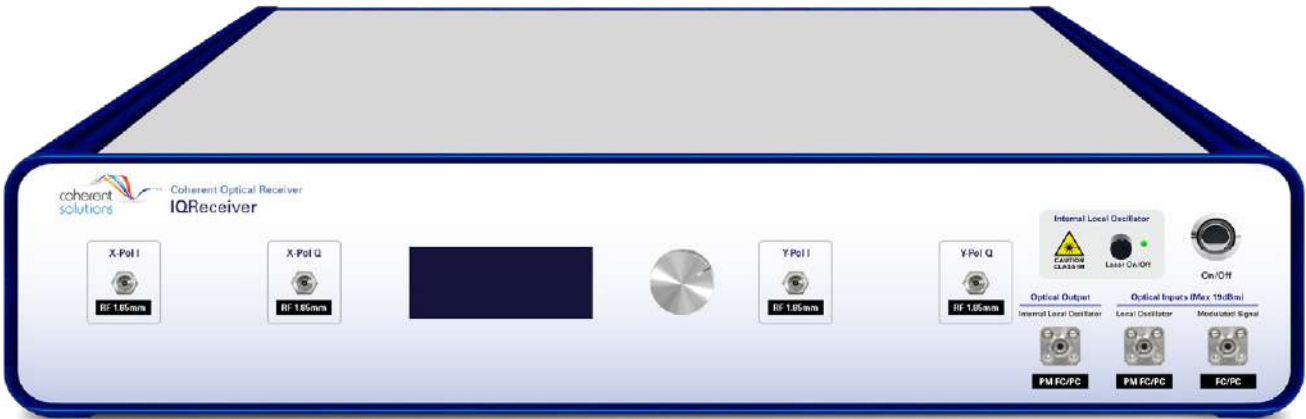 coherent
solutions
Coherent Optical Receiver
IQReceiver
X-Pol I
RF 1.85mm
X-Pol Q
RF 1.85mm
Y-Pol I
RF 1.85mm
Y-Pol Q
RF 1.85mm
Internal Local Oscillator
CAUTION
CLASS 1M
Laser On/Off
On/Off
Optical Output
Internal Local Oscillator
PM FC/PC
Optical Inputs (Max 19dBm)
Local Oscillator
PM FC/PC
Modulated Signal
FC/PC